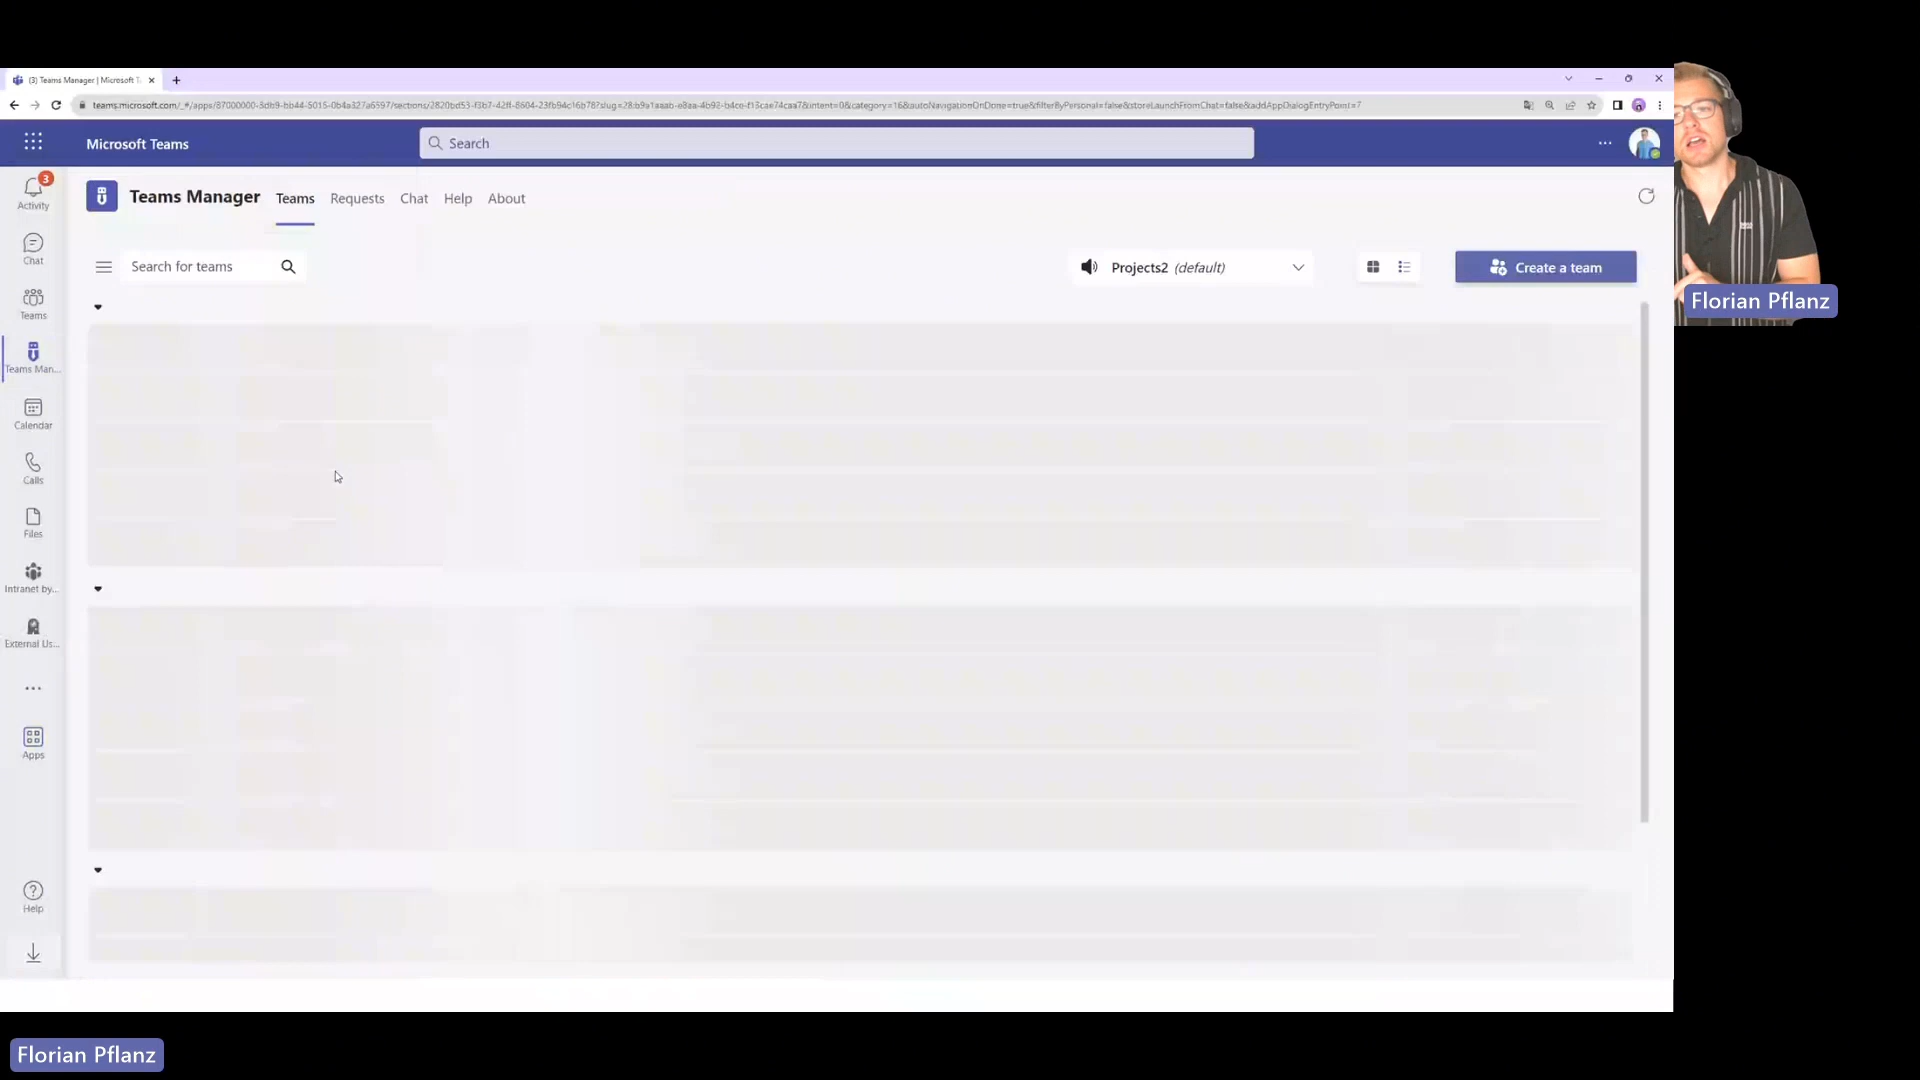 (3) Teams Manager | Microsoft T
Microsoft Teams
Search
3
Activity
Chat
Teams
Teams Man...
Calendar
Calls
Files
Intranet by...
External Us...
Apps
Help
Teams Manager
Teams
Requests
Chat
Help
About
Search for teams
Projects2 (default)
Create a team
Florian Pflanz
Florian Pflanz